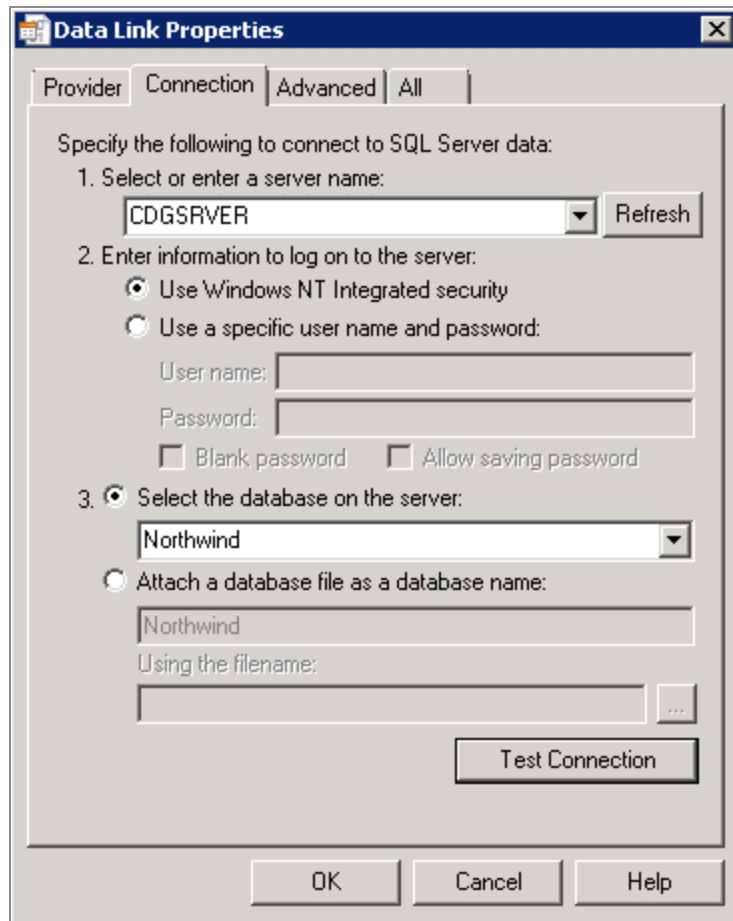 Data Link Properties
Provider Connection Advanced All
Specify the following to connect to SQL Server data:
1. Select or enter a server name:
CDGSRVER Refresh
2. Enter information to log on to the server:
Use Windows NT Integrated security
Use a specific user name and password:
User name:
Password:
Blank password Allow saving password
3. Select the database on the server:
Northwind
Attach a database file as a database name:
Northwind
Using the filename:
...
Test Connection
OK Cancel Help